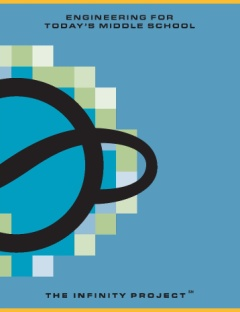 ENGINEERING FOR
TODAY'S MIDDLE SCHOOL
THE INFINITY PROJECT℠